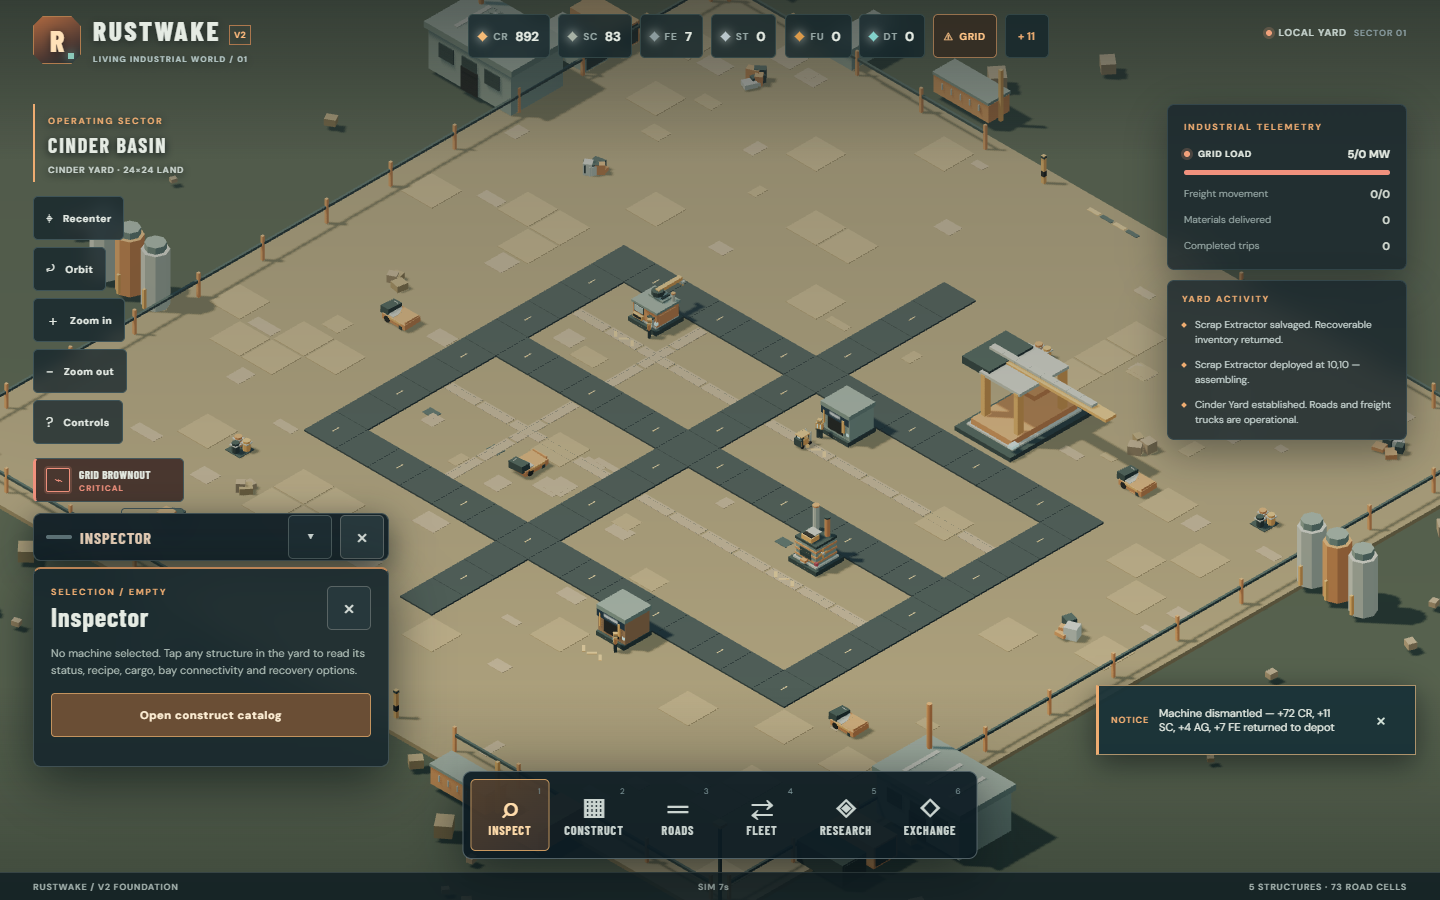 R RUSTWAKE V2
LIVING INDUSTRIAL WORLD / 01
CR 892 SC 83 FE 7 ST 0 FU 0 DT 0 GRID +11
LOCAL YARD SECTOR 01
OPERATING SECTOR
CINDER BASIN
CINDER YARD · 24×24 LAND
Recenter
Orbit
+ Zoom in
− Zoom out
? Controls
GRID BROWNOUT
CRITICAL
INSPECTOR ▼ ×
SELECTION / EMPTY
Inspector ×
No machine selected. Tap any structure in the yard to read its
status, recipe, cargo, bay connectivity and recovery options.
Open construct catalog
INDUSTRIAL TELEMETRY
GRID LOAD 5/0 MW
Freight movement 0/0
Materials delivered 0
Completed trips 0
YARD ACTIVITY
Scrap Extractor salvaged. Recoverable
inventory returned.
Scrap Extractor deployed at 10,10 —
assembling.
Cinder Yard established. Roads and freight
trucks are operational.
NOTICE
Machine dismantled — +72 CR, +11
SC, +4 AG, +7 FE returned to depot
×
1 INSPECT
2 CONSTRUCT
3 ROADS
4 FLEET
5 RESEARCH
6 EXCHANGE
RUSTWAKE / V2 FOUNDATION
SIM 7s
5 STRUCTURES · 73 ROAD CELLS